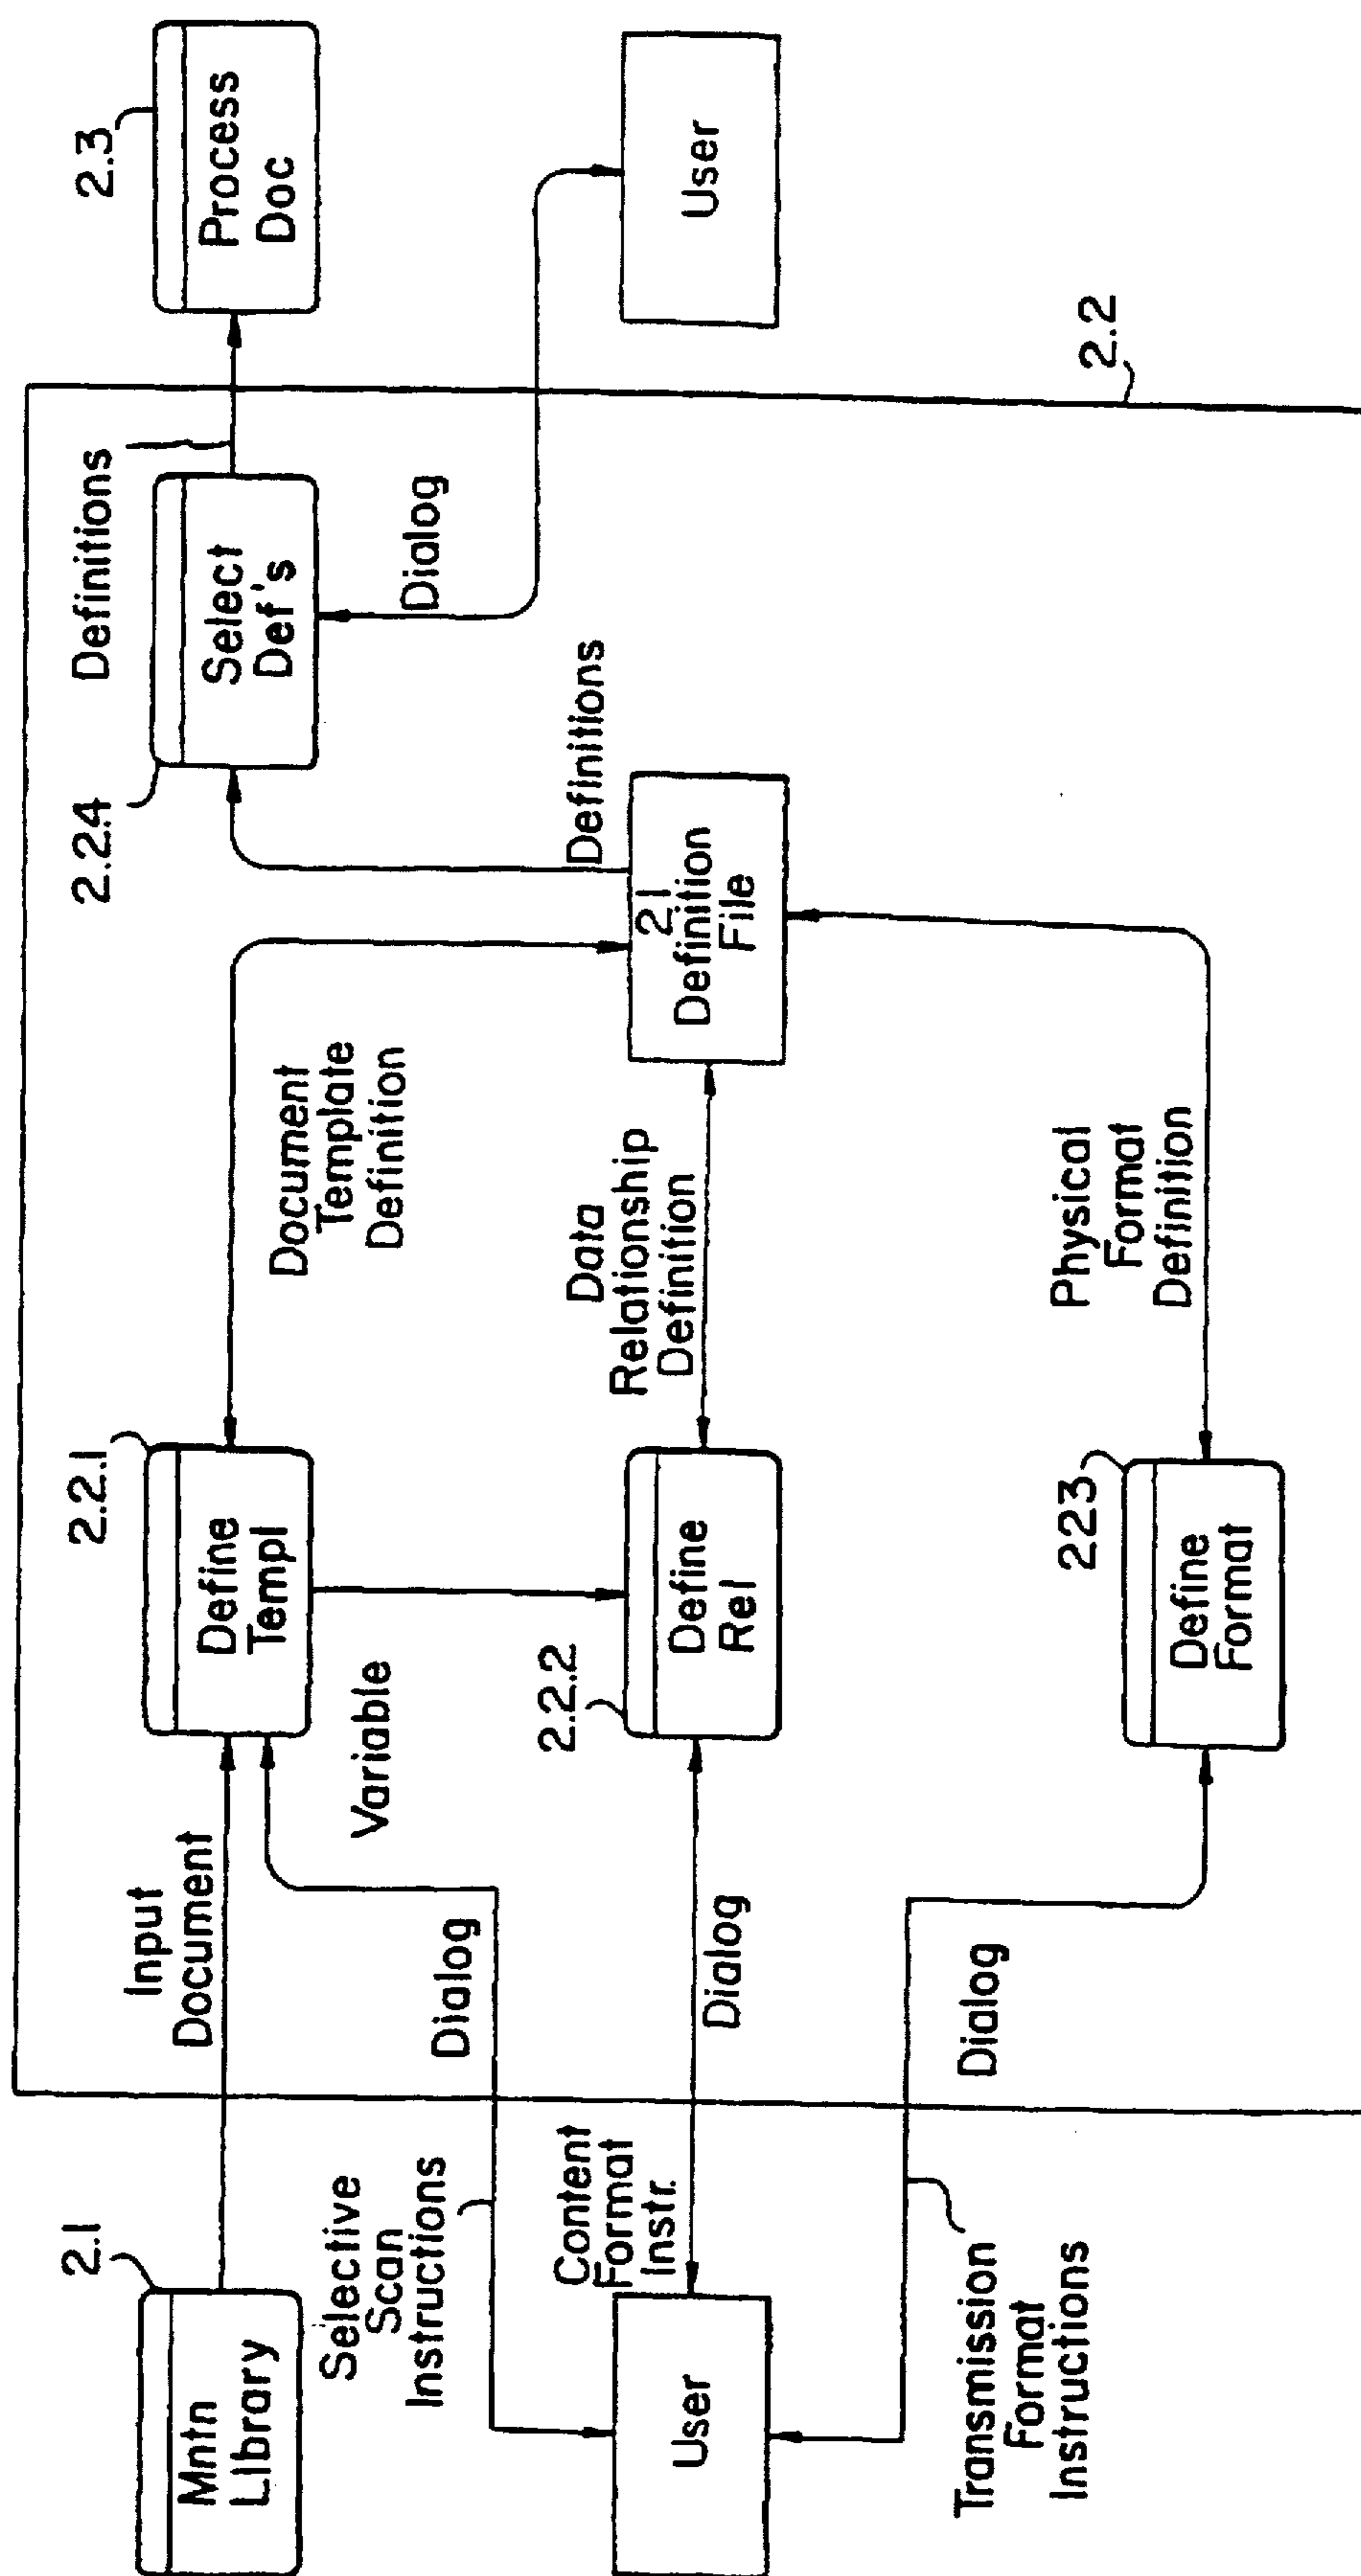 2.1
Mntn
Library
Input
Document
2.2.1
Define
Templ
Document
Template
Definition
2.2.4
Select
Def's
Definitions
2.3
Process
Doc
Selective
Scan
Instructions
Dialog
Variable
Dialog
User
Content
Format
Instr.
Dialog
2.2.2
Define
Rel
Data
Relationship
Definition
2.1
Definition
File
Definitions
User
Transmission
Format
Instructions
Dialog
223
Define
Format
Physical
Format
Definition
2.2